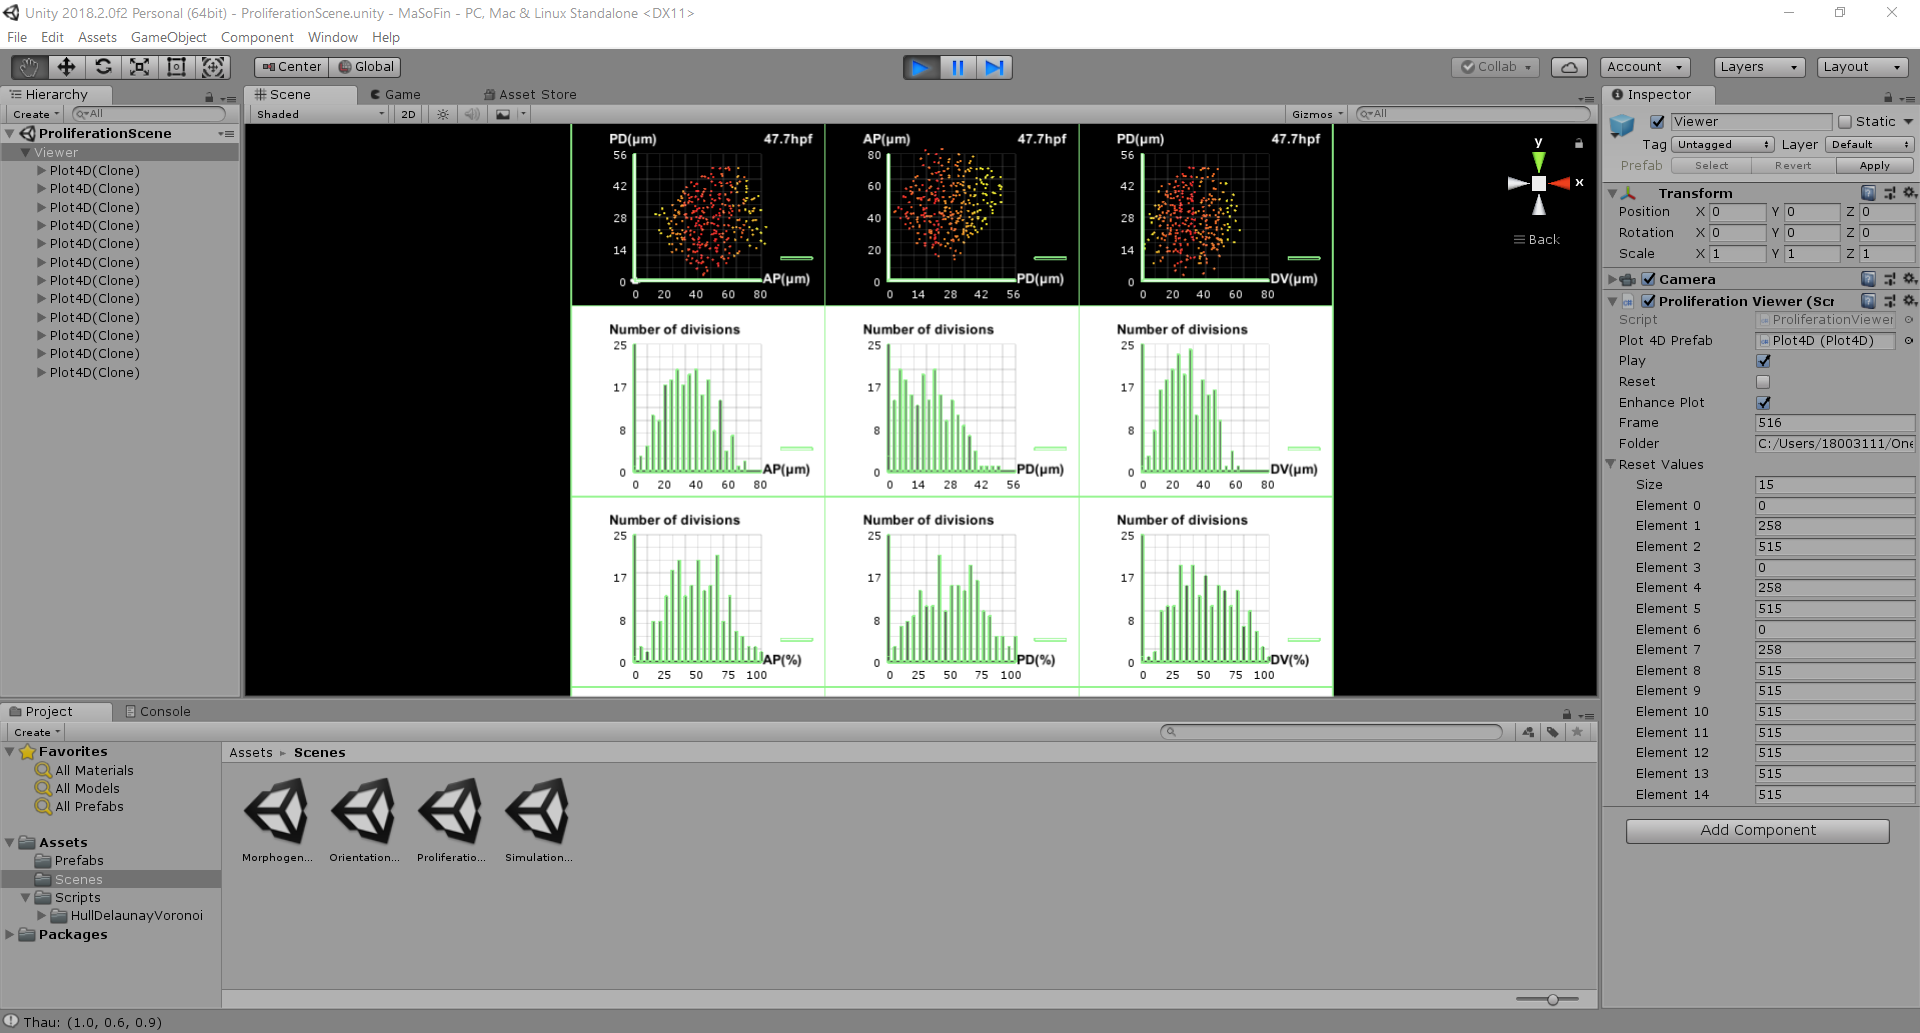 Unity 2018.2.0f2 Personal (64bit) - ProliferationScene.unity - MaSoFin - PC, Mac & Linux Standalone <DX11>
File Edit Assets GameObject Component Window Help
Center Global Collab Account Layers Layout
Hierarchy
Create All
ProliferationScene
Viewer
Plot4D(Clone)
Plot4D(Clone)
Plot4D(Clone)
Plot4D(Clone)
Plot4D(Clone)
Plot4D(Clone)
Plot4D(Clone)
Plot4D(Clone)
Plot4D(Clone)
Plot4D(Clone)
Plot4D(Clone)
Plot4D(Clone)
Scene Game Asset Store
Shaded 2D Gizmos All
PD(µm) 47.7hpf
56
42
28
14
0
AP(µm)
0 20 40 60 80
AP(µm) 47.7hpf
80
60
40
20
0
PD(µm)
0 14 28 42 56
PD(µm) 47.7hpf
56
42
28
14
0
DV(µm)
0 20 40 60 80
y
x
Back
Number of divisions
25
17
8
0
AP(µm)
0 20 40 60 80
Number of divisions
25
17
8
0
PD(µm)
0 14 28 42 56
Number of divisions
25
17
8
0
DV(µm)
0 20 40 60 80
Number of divisions
25
17
8
0
AP(%)
0 25 50 75 100
Number of divisions
25
17
8
0
PD(%)
0 25 50 75 100
Number of divisions
25
17
8
0
DV(%)
0 25 50 75 100
Inspector
Viewer Static
Tag Untagged Layer Default
Prefab Select Revert Apply
Transform
Position X 0 Y 0 Z 0
Rotation X 0 Y 0 Z 0
Scale X 1 Y 1 Z 1
Camera
Proliferation Viewer (Scr
Script ProliferationViewer
Plot 4D Prefab Plot4D (Plot4D)
Play
Reset
Enhance Plot
Frame 516
Folder C:/Users/18003111/One
Reset Values
Size 15
Element 0 0
Element 1 258
Element 2 515
Element 3 0
Element 4 258
Element 5 515
Element 6 0
Element 7 258
Element 8 515
Element 9 515
Element 10 515
Element 11 515
Element 12 515
Element 13 515
Element 14 515
Add Component
Project Console
Create
Favorites
All Materials
All Models
All Prefabs
Assets
Prefabs
Scenes
Scripts
HullDelaunayVoronoi
Packages
Assets Scenes
Morphogen... Orientation... Proliferatio... Simulation...
Thau: (1.0, 0.6, 0.9)